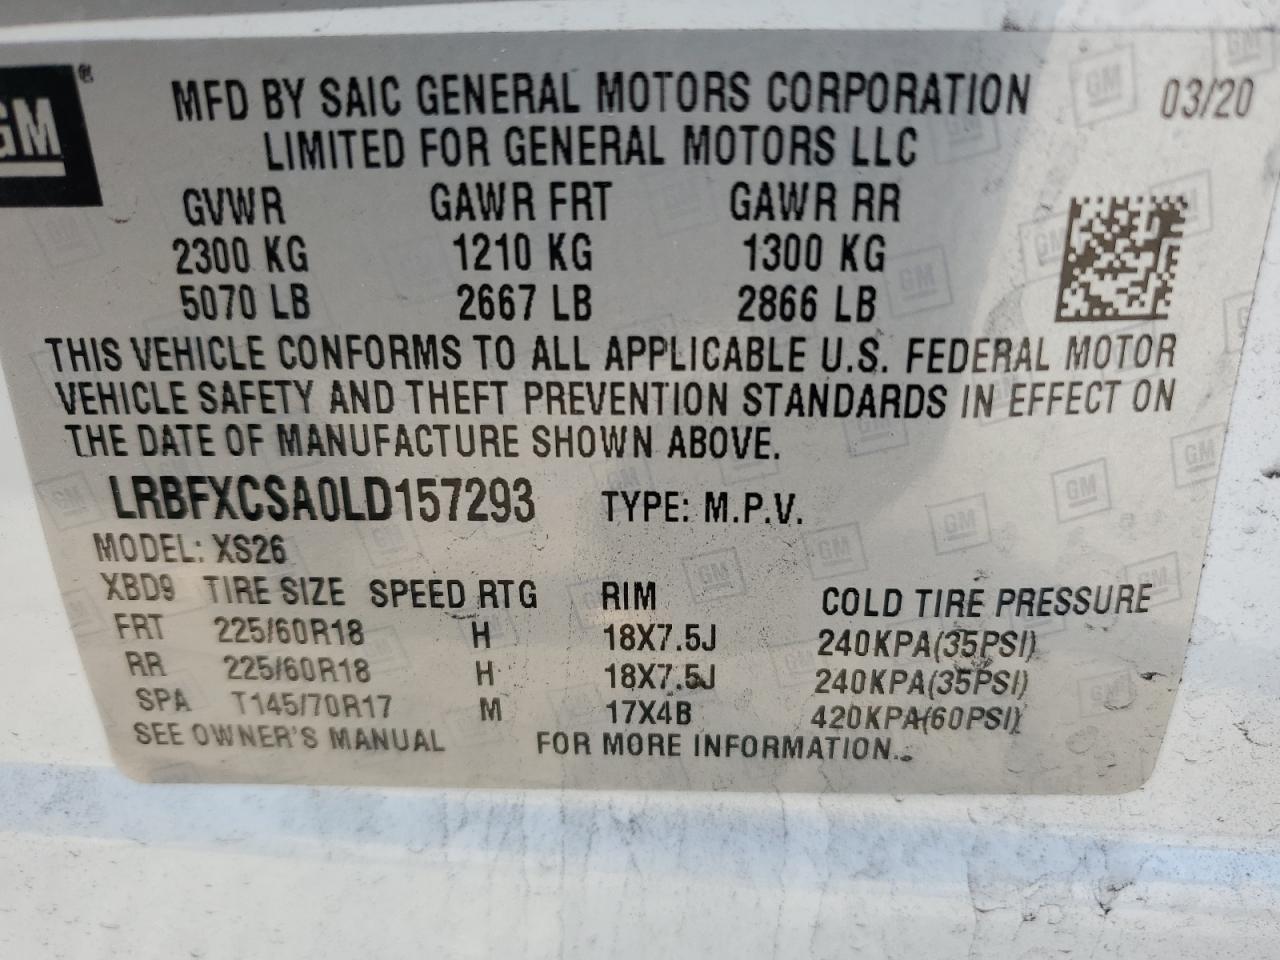 GM ®
MFD BY SAIC GENERAL MOTORS CORPORATION 03/20
LIMITED FOR GENERAL MOTORS LLC
GVWR GAWR FRT GAWR RR
2300 KG 1210 KG 1300 KG
5070 LB 2667 LB 2866 LB
THIS VEHICLE CONFORMS TO ALL APPLICABLE U.S. FEDERAL MOTOR
VEHICLE SAFETY AND THEFT PREVENTION STANDARDS IN EFFECT ON
THE DATE OF MANUFACTURE SHOWN ABOVE.
LRBFXCSA0LD157293 TYPE: M.P.V.
MODEL: XS26
XBD9 TIRE SIZE SPEED RTG RIM COLD TIRE PRESSURE
FRT 225/60R18 H 18X7.5J 240KPA(35PSI)
RR 225/60R18 H 18X7.5J 240KPA(35PSI)
SPA T145/70R17 M 17X4B 420KPA(60PSI)
SEE OWNER'S MANUAL FOR MORE INFORMATION.